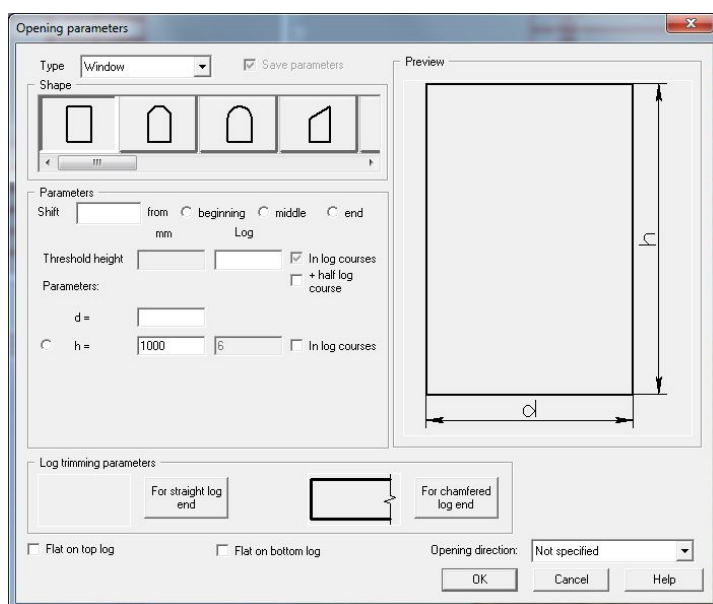 Opening parameters
Type Window Save parameters
Preview
Shape
Parameters
Shift from beginning middle end
mm Log
Threshold height In log courses
+ half log
course
Parameters:
d =
h = 1000 6 In log courses
h
d
Log trimming parameters
For straight log
end
For chamfered
log end
Flat on top log Flat on bottom log Opening direction: Not specified
OK Cancel Help